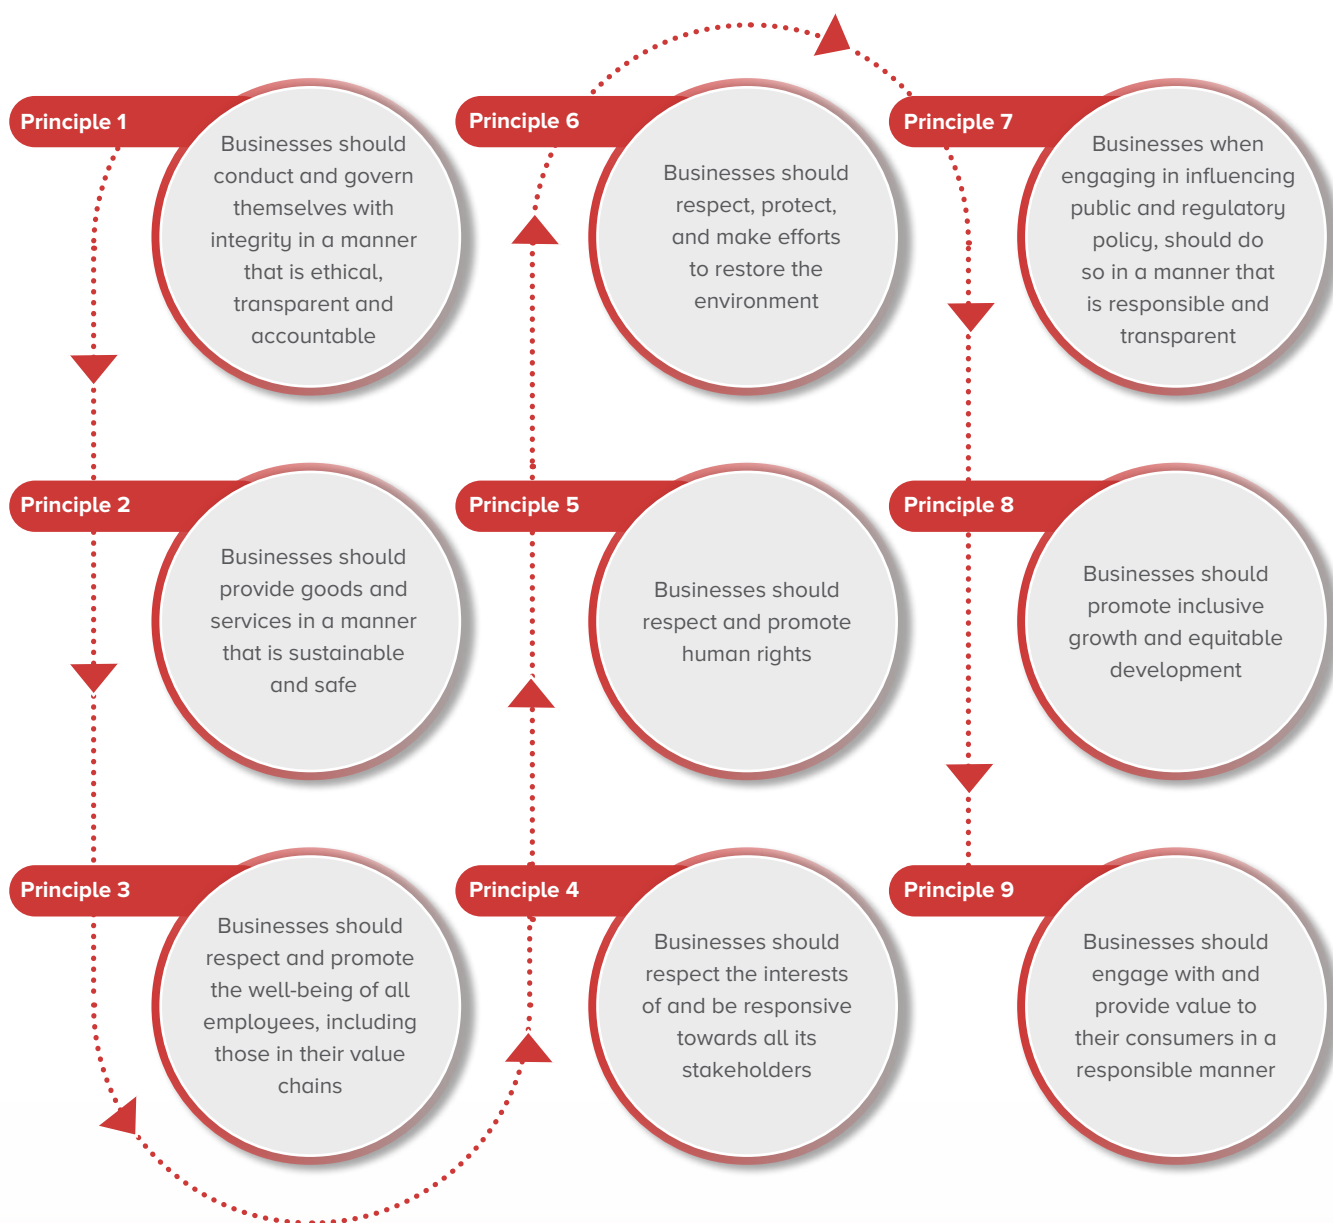 Principle 1
Businesses should
conduct and govern
themselves with
integrity in a manner
that is ethical,
transparent and
accountable
Principle 2
Businesses should
provide goods and
services in a manner
that is sustainable
and safe
Principle 3
Businesses should
respect and promote
the well-being of all
employees, including
those in their value
chains
Principle 4
Businesses should
respect the interests
of and be responsive
towards all its
stakeholders
Principle 5
Businesses should
respect and promote
human rights
Principle 6
Businesses should
respect, protect,
and make efforts
to restore the
environment
Principle 7
Businesses when
engaging in influencing
public and regulatory
policy, should do
so in a manner that
is responsible and
transparent
Principle 8
Businesses should
promote inclusive
growth and equitable
development
Principle 9
Businesses should
engage with and
provide value to
their consumers in a
responsible manner